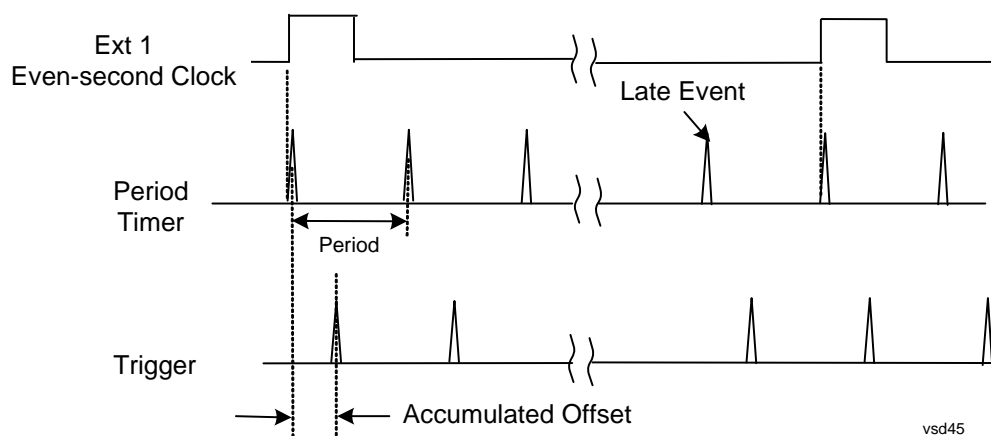 Ext 1
Even-second Clock
Late Event
Period
Timer
Period
Trigger
Accumulated Offset
vsd45